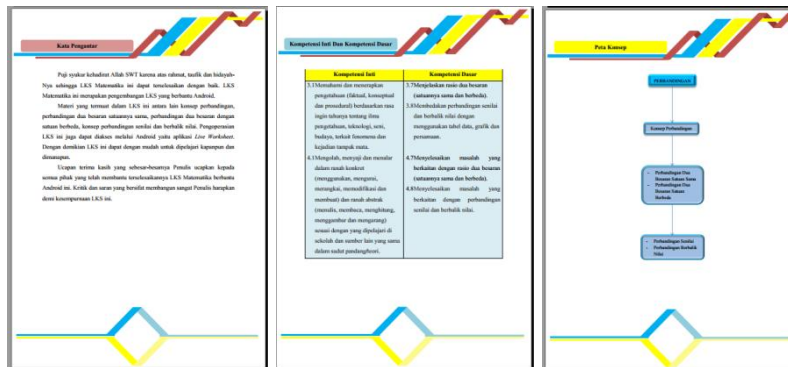 Kata Pengantar
Puji syukur kehadirat Allah SWT karena atas rahmat, taufik dan hidayah-
Nya sehingga LKS Matematika ini dapat terselesaikan dengan baik. LKS
Matematika ini merupakan pengembangan LKS yang berbantu Android.
Materi yang termuat dalam LKS ini antara lain konsep perbandingan,
perbandingan dua besaran satuannya sama, perbandingan dua besaran dengan
satuan berbeda, konsep perbandingan senilai dan berbalik nilai. Pengoperasian
LKS ini juga dapat diakses melalui Android yaitu aplikasi Live Worksheet.
Dengan demikian LKS ini dapat dengan mudah untuk dipelajari kapanpun dan
dimanapun.
Ucapan terima kasih yang sebesar-besarnya Penulis ucapkan kepada
semua pihak yang telah membantu terselesaikannya LKS Matematika berbantu
Android ini. Kritik dan saran yang bersifat membangun sangat Penulis harapkan
demi kesempurnaan LKS ini.
Kompetensi Inti Dan Kompetensi Dasar
Kompetensi Inti
3.1Memahami dan menerapkan
pengetahuan (faktual, konseptual
dan prosedural) berdasarkan rasa
ingin tahunya tentang ilmu
pengetahuan, teknologi, seni,
budaya, terkait fenomena dan
kejadian tampak mata.
4.1Mengolah, menyaji dan menalar
dalam ranah konkret
(menggunakan, mengurai,
merangkai, memodifikasi dan
membuat) dan ranah abstrak
(menulis, membaca, menghitung,
menggambar dan mengarang)
sesuai dengan yang dipelajari di
sekolah dan sumber lain yang sama
dalam sudut pandang/teori.
Kompetensi Dasar
3.7Menjelaskan rasio dua besaran
(satuannya sama dan berbeda).
3.8Membedakan perbandingan senilai
dan berbalik nilai dengan
menggunakan tabel data, grafik dan
persamaan.
4.7Menyelesaikan masalah yang
berkaitan dengan rasio dua besaran
(satuannya sama dan berbeda).
4.8Menyelesaikan masalah yang
berkaitan dengan perbandingan
senilai dan berbalik nilai.
Peta Konsep
PERBANDINGAN
Konsep Perbandingan
- Perbandingan Dua
Besaran Satuan Sama
- Perbandingan Dua
Besaran Satuan
Berbeda
- Perbandingan Senilai
- Perbandingan Berbalik
Nilai